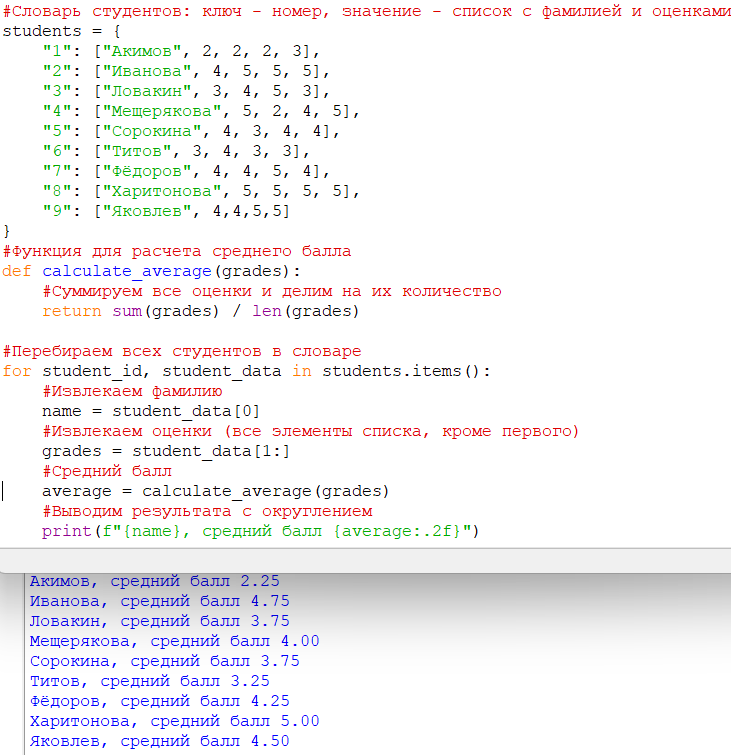 #Словарь студентов: ключ - номер, значение - список с фамилией и оценками
students = {
    "1": ["Акимов", 2, 2, 2, 3],
    "2": ["Иванова", 4, 5, 5, 5],
    "3": ["Ловакин", 3, 4, 5, 3],
    "4": ["Мещерякова", 5, 2, 4, 5],
    "5": ["Сорокина", 4, 3, 4, 4],
    "6": ["Титов", 3, 4, 3, 3],
    "7": ["Фёдоров", 4, 4, 5, 4],
    "8": ["Харитонова", 5, 5, 5, 5],
    "9": ["Яковлев", 4,4,5,5]
}
#Функция для расчета среднего балла
def calculate_average(grades):
    #Суммируем все оценки и делим на их количество
    return sum(grades) / len(grades)

#Перебираем всех студентов в словаре
for student_id, student_data in students.items():
    #Извлекаем фамилию
    name = student_data[0]
    #Извлекаем оценки (все элементы списка, кроме первого)
    grades = student_data[1:]
    #Средний балл
    average = calculate_average(grades)
    #Выводим результата с округлением
    print(f"{name}, средний балл {average:.2f}")
Акимов, средний балл 2.25
Иванова, средний балл 4.75
Ловакин, средний балл 3.75
Мещерякова, средний балл 4.00
Сорокина, средний балл 3.75
Титов, средний балл 3.25
Фёдоров, средний балл 4.25
Харитонова, средний балл 5.00
Яковлев, средний балл 4.50